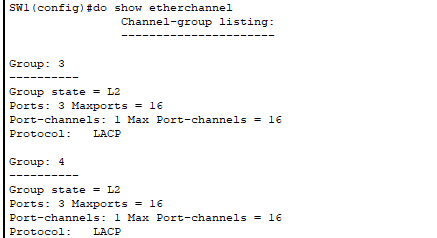 SW1(config)#do show etherchannel
Channel-group listing:
----------------------
Group: 3
----------
Group state = L2
Ports: 3 Maxports = 16
Port-channels: 1 Max Port-channels = 16
Protocol: LACP
Group: 4
----------
Group state = L2
Ports: 3 Maxports = 16
Port-channels: 1 Max Port-channels = 16
Protocol: LACP